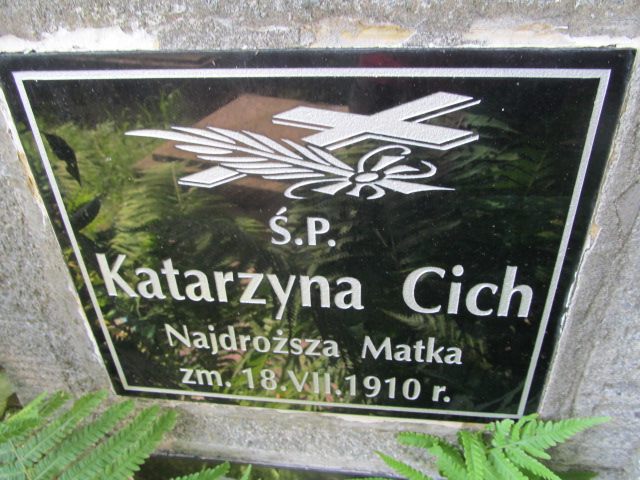 Ś.P.
Katarzyna Cich
Najdroższa Matka
zm. 18.VII.1910 r.